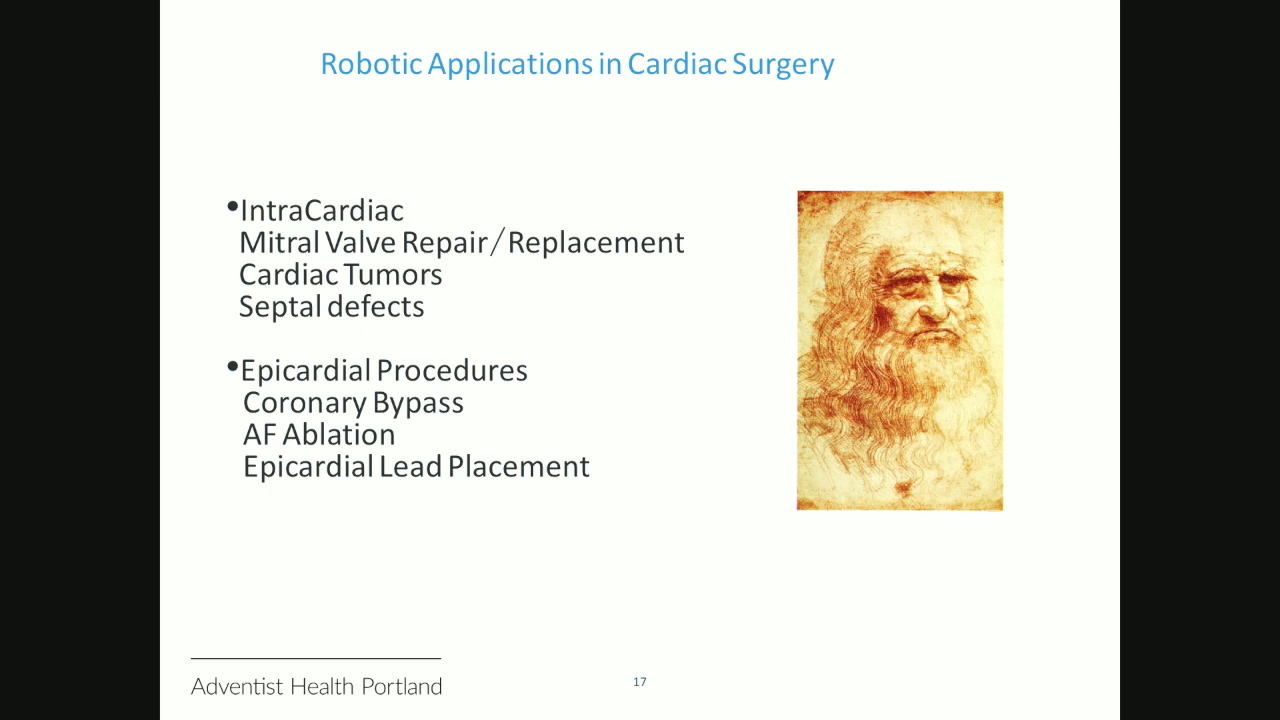 Robotic Applications in Cardiac Surgery
•IntraCardiac
Mitral Valve Repair/Replacement
Cardiac Tumors
Septal defects
•Epicardial Procedures
Coronary Bypass
AF Ablation
Epicardial Lead Placement
Adventist Health Portland
17